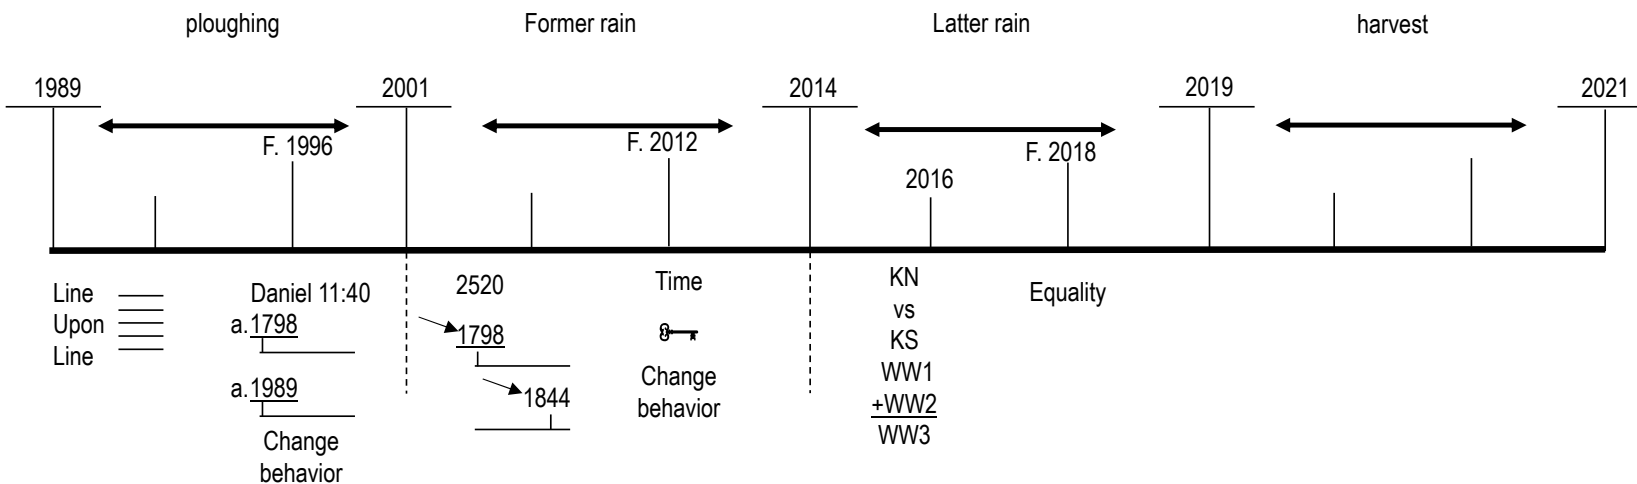 ploughing
Former rain
Latter rain
harvest
1989
2001
2014
2019
2021
F. 1996
F. 2012
F. 2018
2016
Line
Upon
Line
Daniel 11:40
a.1798
a.1989
Change
behavior
2520
1798
1844
Time
Change
behavior
KN
vs
KS
WW1
+WW2
WW3
Equality